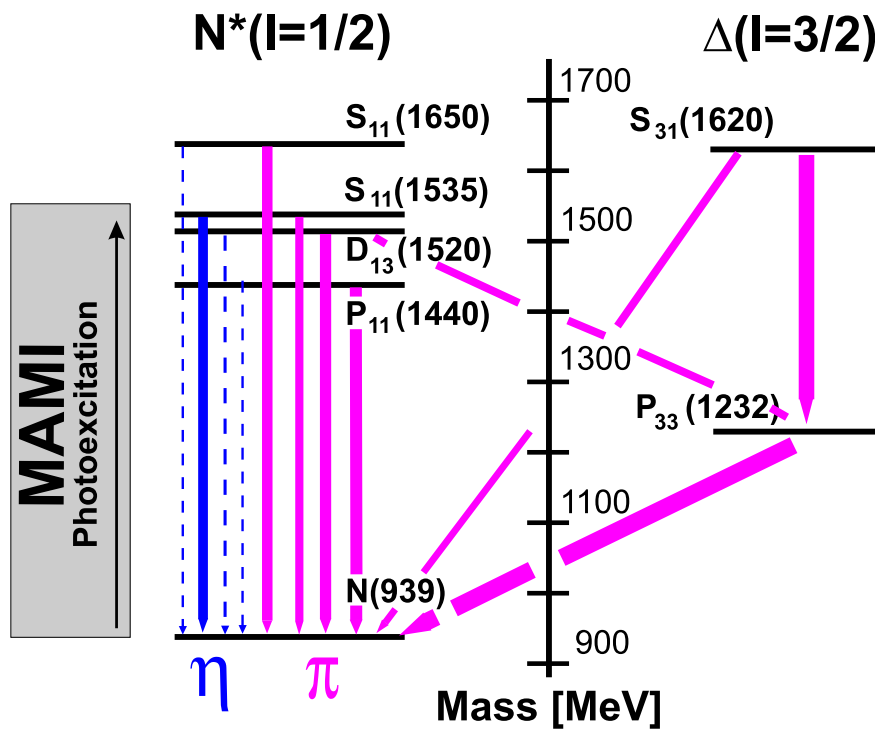 N*(I=1/2)
Δ(I=3/2)
1700
S11(1650)
S31(1620)
S11(1535)
1500
D13(1520)
P11(1440)
1300
P33(1232)
MAMI
Photoexcitation
1100
N(939)
900
η
π
Mass [MeV]